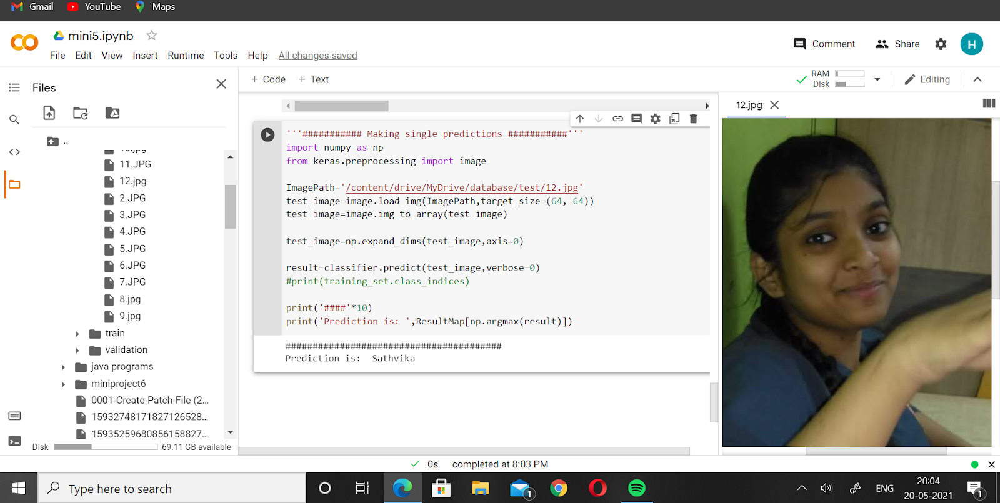 Gmail YouTube Maps
mini5.ipynb
File Edit View Insert Runtime Tools Help All changes saved
Comment Share H
Files
+ Code + Text
RAM
Disk
Editing
..
10.jpg
11.JPG
12.jpg
2.JPG
3.JPG
4.JPG
5.JPG
6.JPG
7.JPG
8.jpg
9.jpg
train
validation
java programs
miniproject6
0001-Create-Patch-File (2...
15932748171827126528...
15935259680856158827...
Disk 69.11 GB available
'''########### Making single predictions ###########'''
import numpy as np
from keras.preprocessing import image
ImagePath='/content/drive/MyDrive/database/test/12.jpg'
test_image=image.load_img(ImagePath,target_size=(64, 64))
test_image=image.img_to_array(test_image)
test_image=np.expand_dims(test_image,axis=0)
result=classifier.predict(test_image,verbose=0)
#print(training_set.class_indices)
print('####'*10)
print('Prediction is: ',ResultMap[np.argmax(result)])
########################################
Prediction is:  Sathvika
12.jpg
0s completed at 8:03 PM
Type here to search
1
ENG
20:04
20-05-2021
1